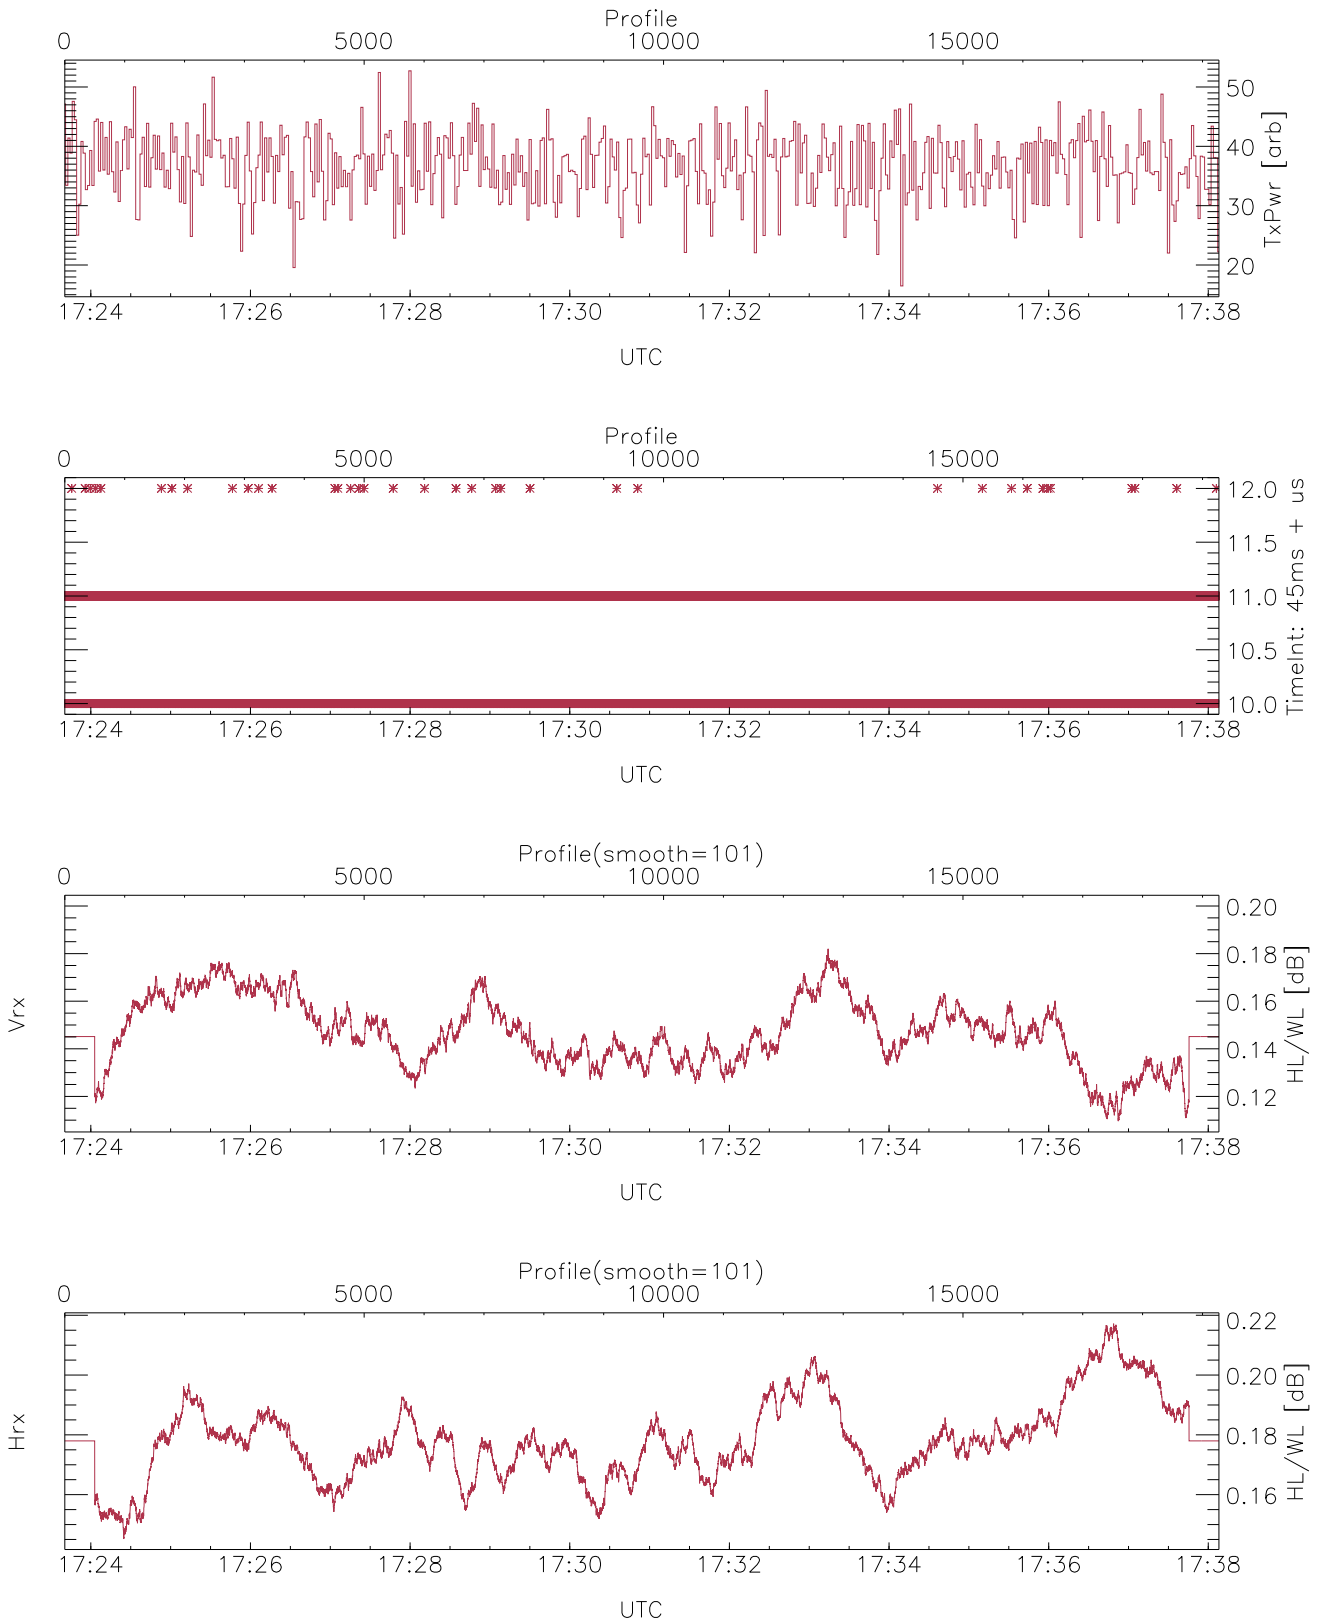 Profile
0 5000 10000 15000
50
40
30
20
TxPwr [arb]
17:24 17:26 17:28 17:30 17:32 17:34 17:36 17:38
UTC
Profile
0 5000 10000 15000
12.0
11.5
11.0
10.5
10.0
TimeInt: 45ms + us
17:24 17:26 17:28 17:30 17:32 17:34 17:36 17:38
UTC
Profile(smooth=101)
0 5000 10000 15000
Vrx
0.20
0.18
0.16
0.14
0.12
HL/WL [dB]
17:24 17:26 17:28 17:30 17:32 17:34 17:36 17:38
UTC
Profile(smooth=101)
0 5000 10000 15000
Hrx
0.22
0.20
0.18
0.16
HL/WL [dB]
17:24 17:26 17:28 17:30 17:32 17:34 17:36 17:38
UTC